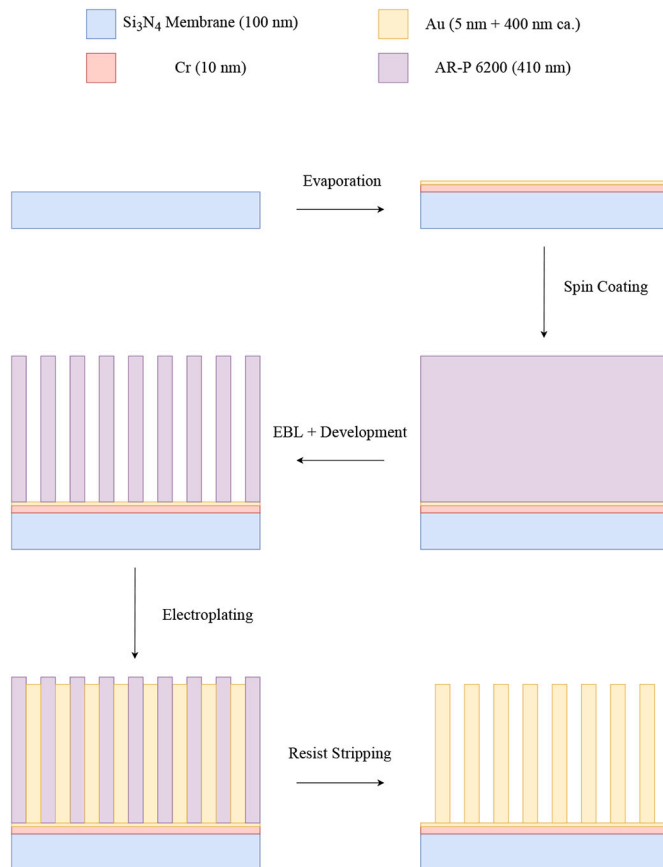 Si₃N₄ Membrane (100 nm)
Au (5 nm + 400 nm ca.)
Cr (10 nm)
AR-P 6200 (410 nm)
Evaporation
Spin Coating
EBL + Development
Electroplating
Resist Stripping